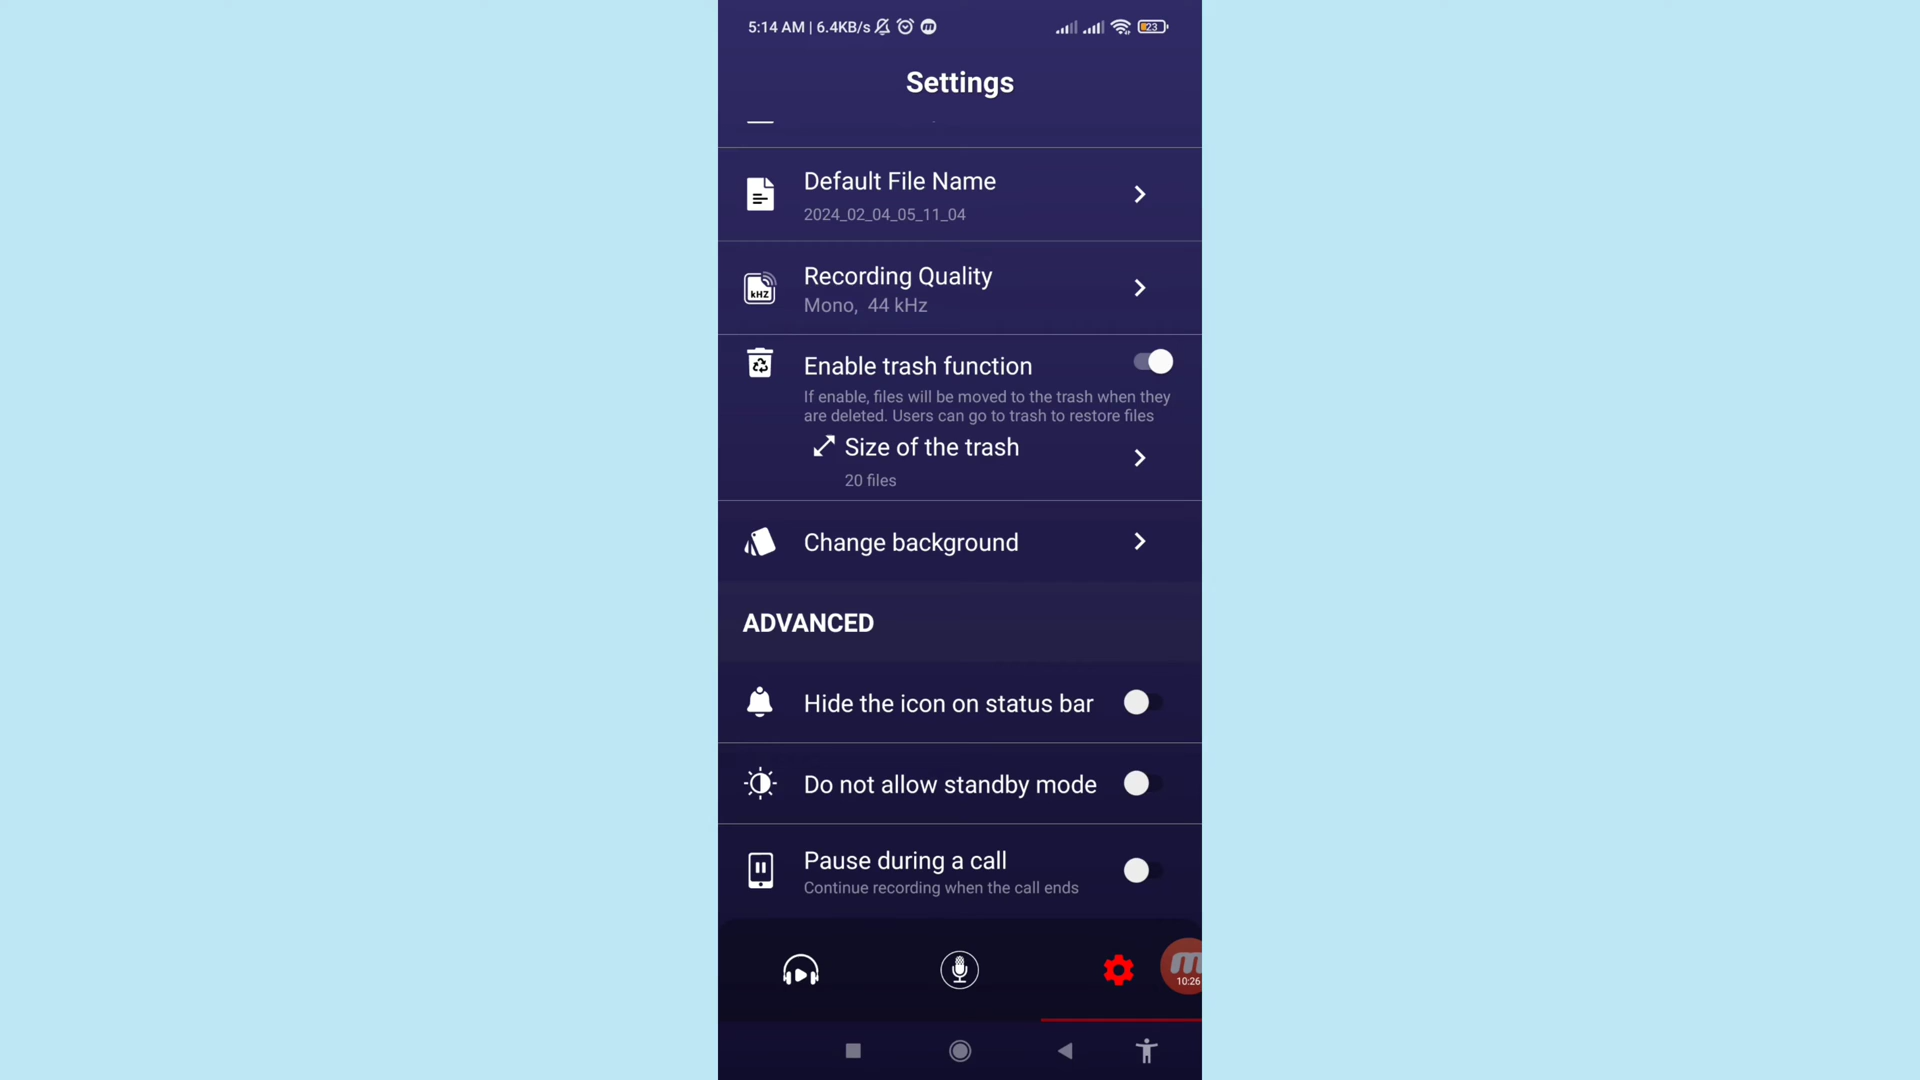 5:14 AM | 6.4KB/s
23
Settings
Default File Name
2024_02_04_05_11_04
Recording Quality
kHZ
Mono, 44 kHz
Enable trash function
If enable, files will be moved to the trash when they
are deleted. Users can go to trash to restore files
Size of the trash
20 files
Change background
ADVANCED
Hide the icon on status bar
Do not allow standby mode
Pause during a call
Continue recording when the call ends
10:26